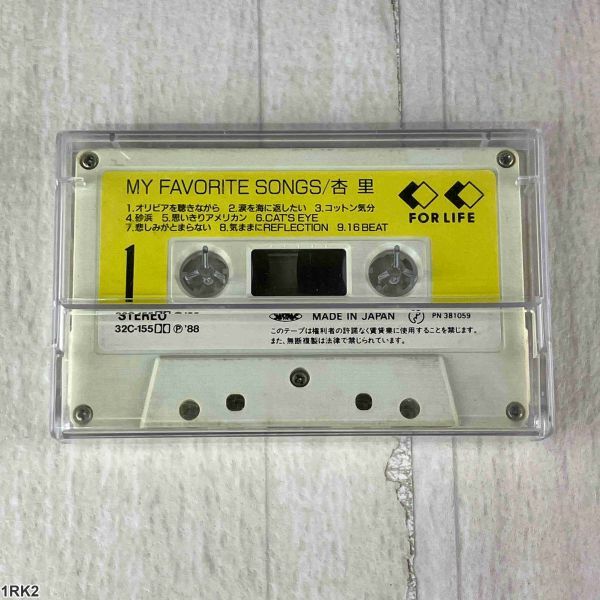 MY FAVORITE SONGS/杏 里
1.オリビアを聴きながら 2.涙を海に返したい 3.コットン気分
4.砂浜 5.思いきりアメリカン 6.CAT'S EYE
7.悲しみがとまらない 8.気ままにREFLECTION 9.16 BEAT
FOR LIFE
1
STEREO
32C-155 Ⓟ'88
MADE IN JAPAN
PN 381059
このテープは権利者の許諾なく賃貸業に使用することを禁じます。
また、無断複製は法律で禁じられています。
1RK2